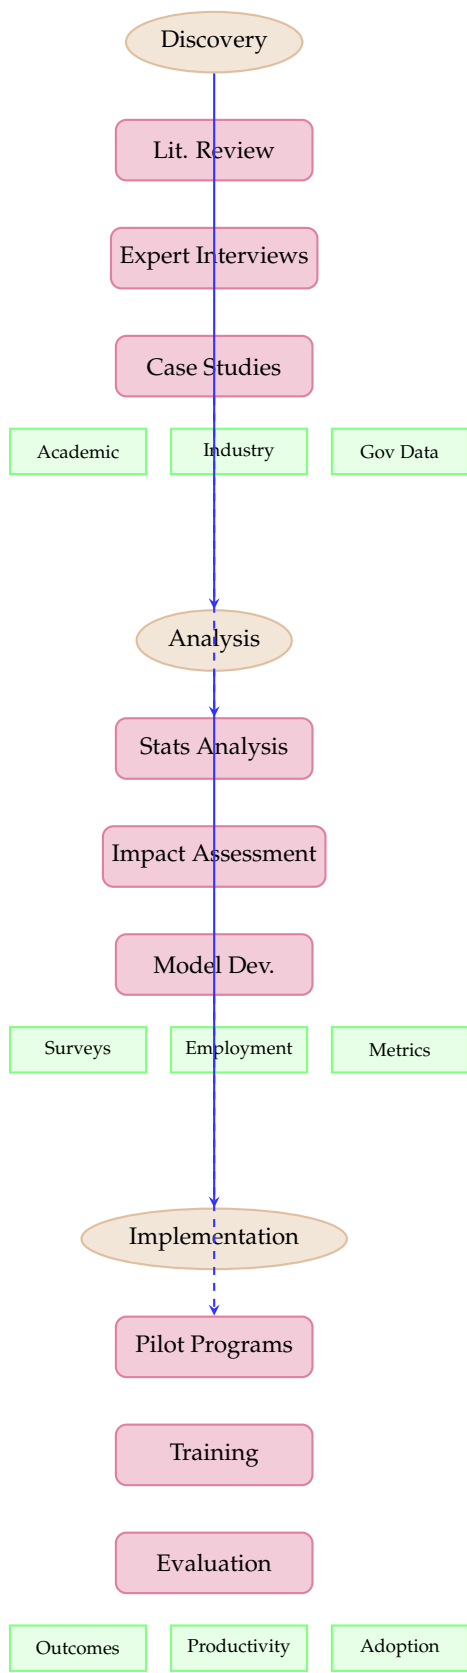 Discovery
Lit. Review
Expert Interviews
Case Studies
Academic Industry Gov Data
Analysis
Stats Analysis
Impact Assessment
Model Dev.
Surveys Employment Metrics
Implementation
Pilot Programs
Training
Evaluation
Outcomes Productivity Adoption